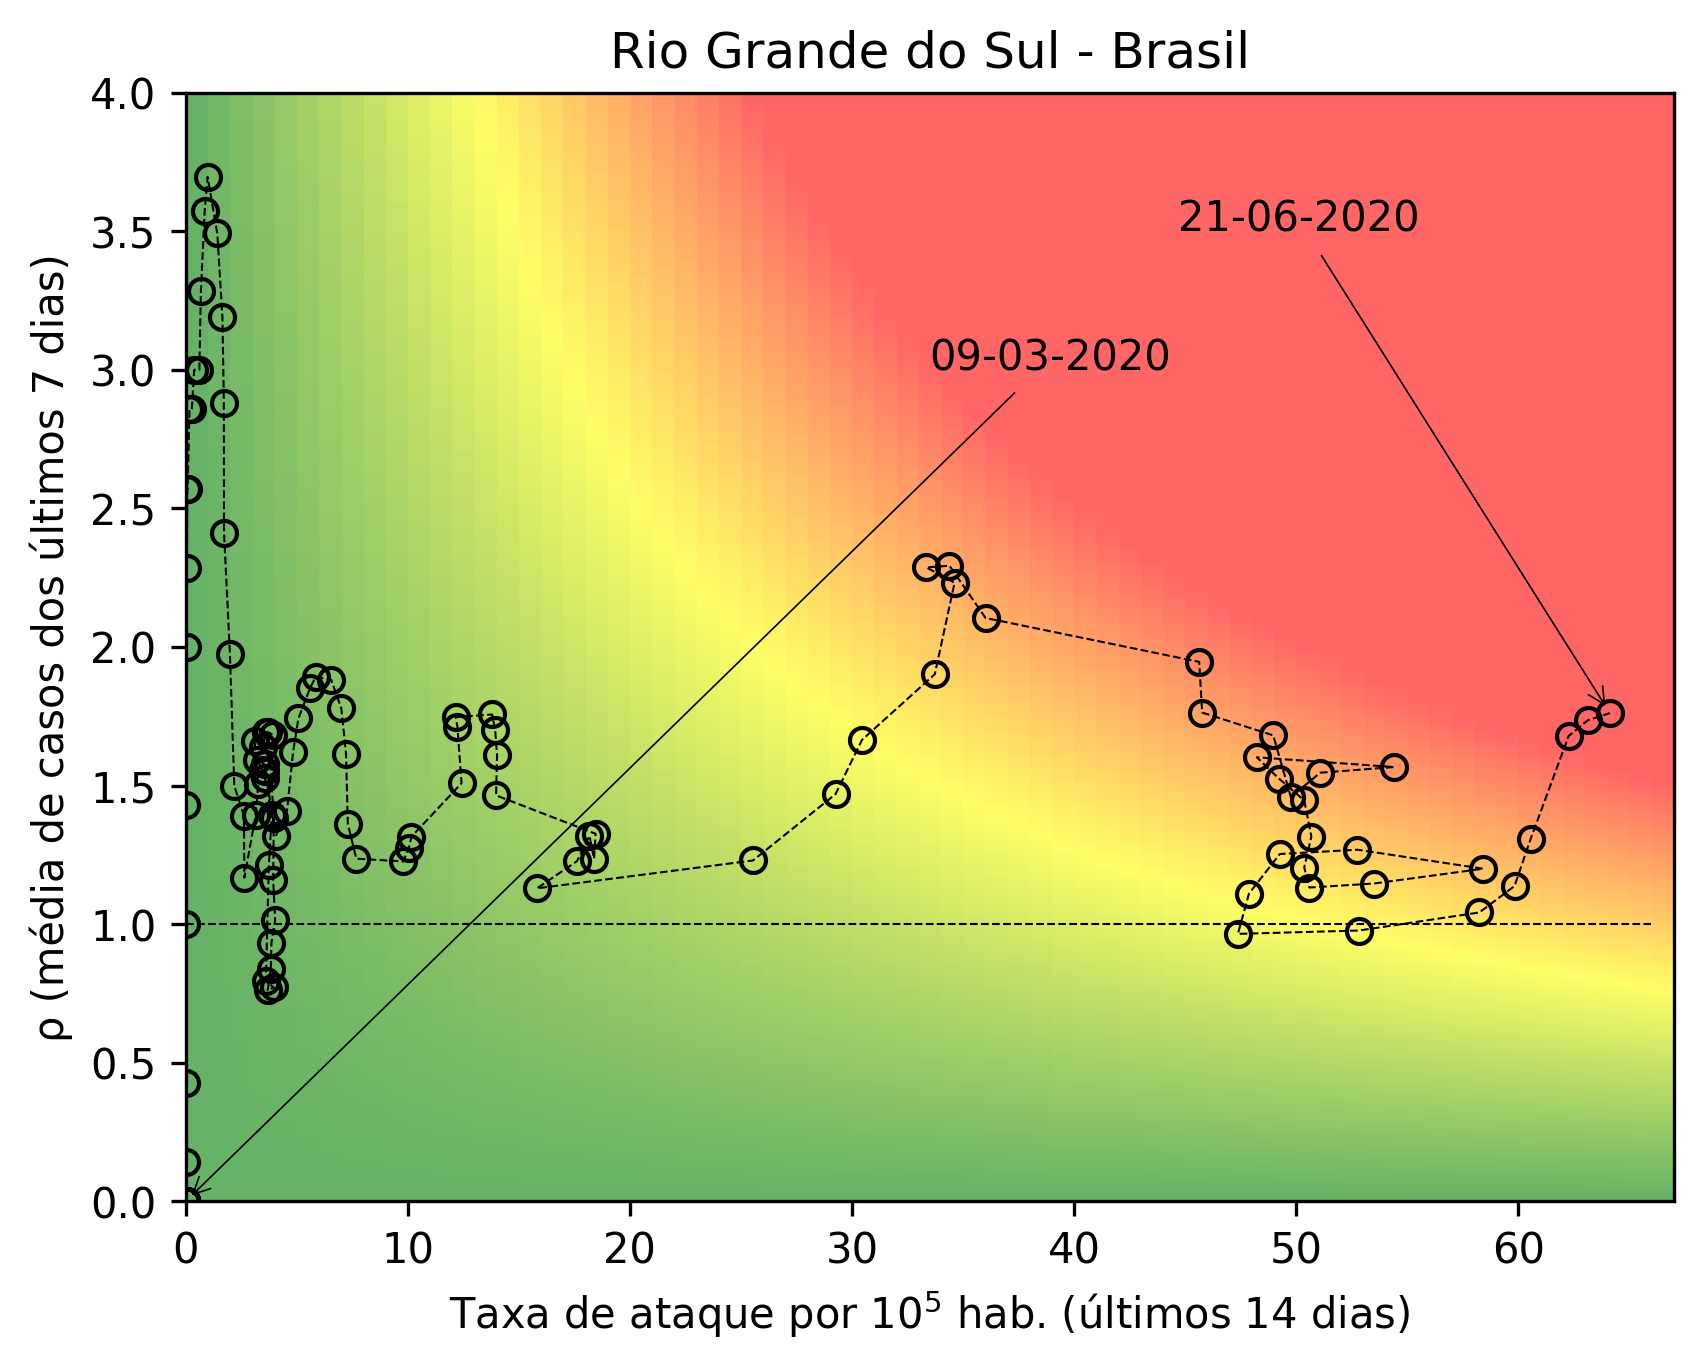 Rio Grande do Sul - Brasil
4.0
3.5
3.0
2.5
2.0
1.5
1.0
0.5
0.0
ρ (média de casos dos últimos 7 dias)
21-06-2020
09-03-2020
0 10 20 30 40 50 60
Taxa de ataque por 10⁵ hab. (últimos 14 dias)